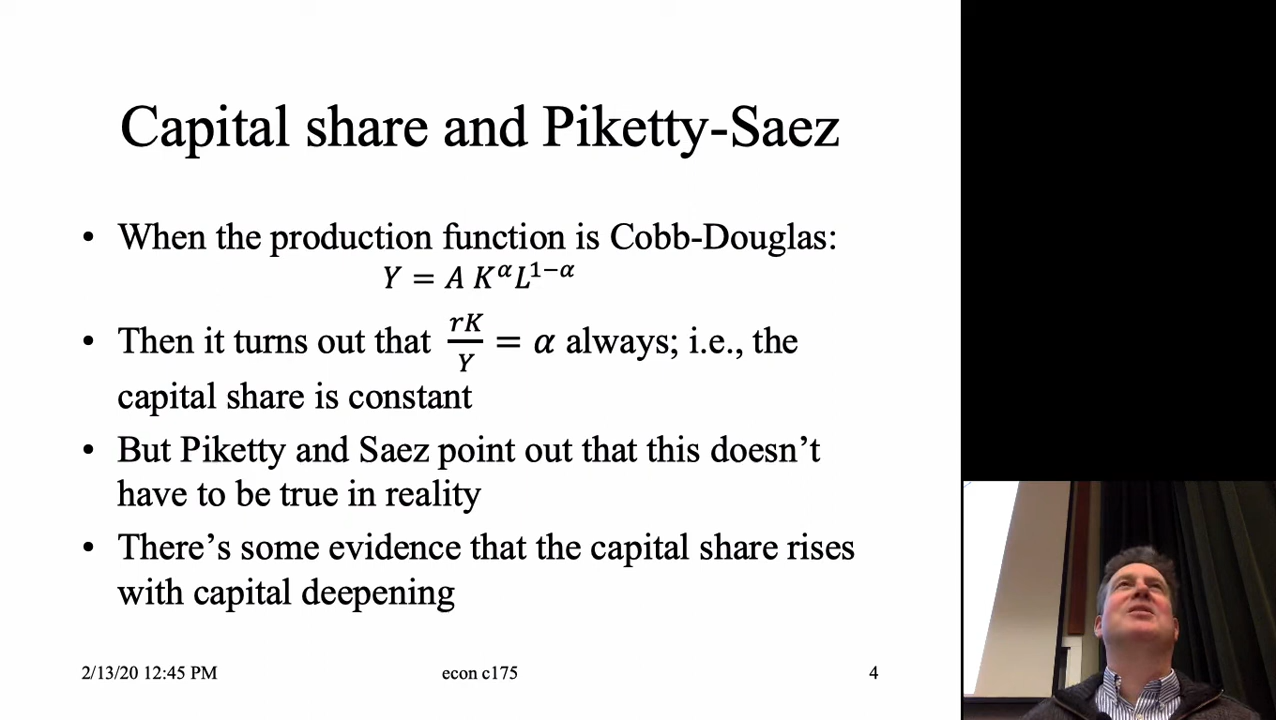 Capital share and Piketty-Saez
• When the production function is Cobb-Douglas:
Y = A K^α L^{1−α}
• Then it turns out that rK/Y = α always; i.e., the
capital share is constant
• But Piketty and Saez point out that this doesn’t
have to be true in reality
• There’s some evidence that the capital share rises
with capital deepening
2/13/20 12:45 PM
econ c175
4